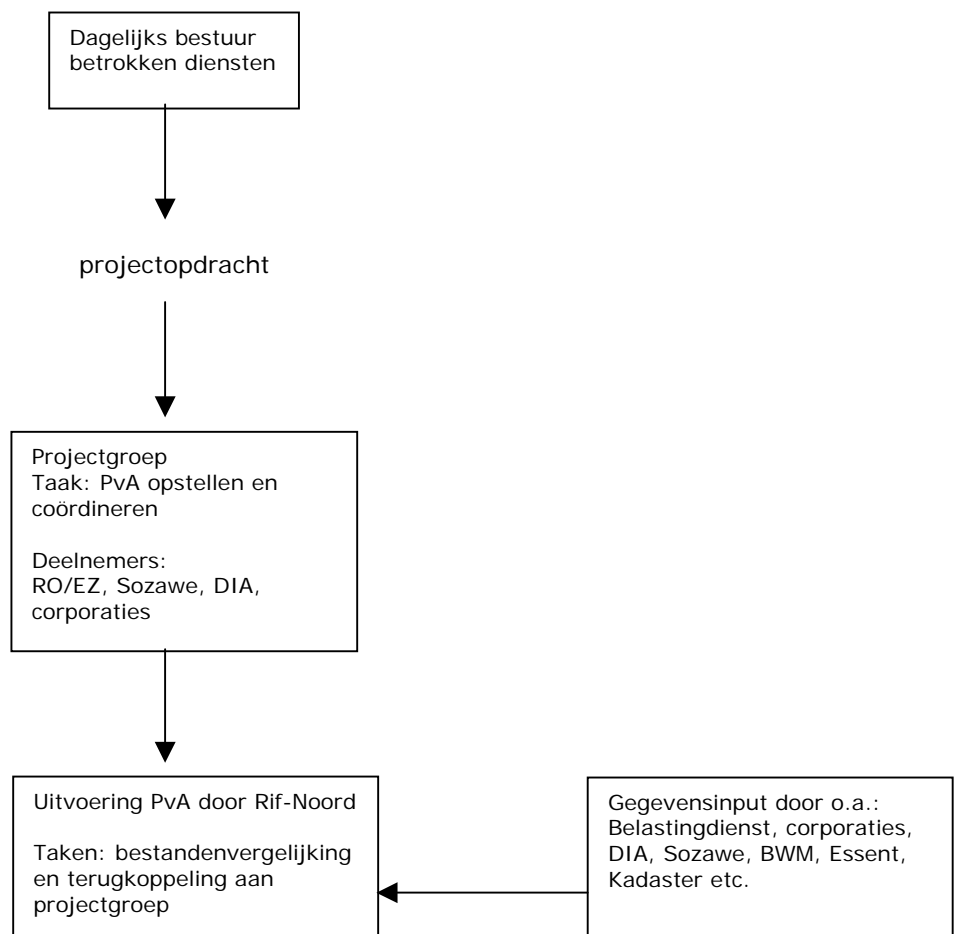 Dagelijks bestuur
betrokken diensten
projectopdracht
Projectgroep
Taak: PvA opstellen en
coördineren
Deelnemers:
RO/EZ, Sozawe, DIA,
corporaties
Uitvoering PvA door Rif-Noord
Taken: bestandenvergelijking
en terugkoppeling aan
projectgroep
Gegevensinput door o.a.:
Belastingdienst, corporaties,
DIA, Sozawe, BWM, Essent,
Kadaster etc.